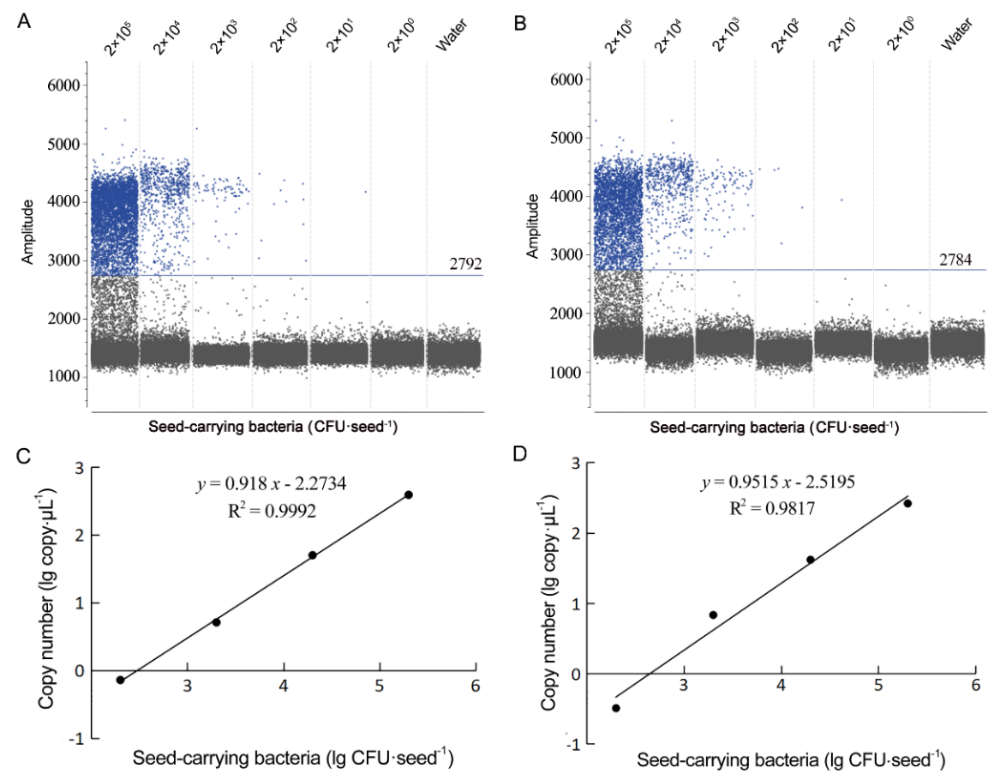 A
2×10⁵ 2×10⁴ 2×10³ 2×10² 2×10¹ 2×10⁰ Water
6000
5000
4000
3000
2000
1000
Amplitude
2792
Seed-carrying bacteria (CFU·seed⁻¹)
B
2×10⁵ 2×10⁴ 2×10³ 2×10² 2×10¹ 2×10⁰ Water
6000
5000
4000
3000
2000
1000
Amplitude
2784
Seed-carrying bacteria (CFU·seed⁻¹)
C
y = 0.918 x - 2.2734
R² = 0.9992
3
2
1
0
-1
3 4 5 6
Copy number (lg copy·μL⁻¹)
Seed-carrying bacteria (lg CFU·seed⁻¹)
D
y = 0.9515 x - 2.5195
R² = 0.9817
3
2
1
0
-1
3 4 5 6
Copy number (lg copy·μL⁻¹)
Seed-carrying bacteria (lg CFU·seed⁻¹)